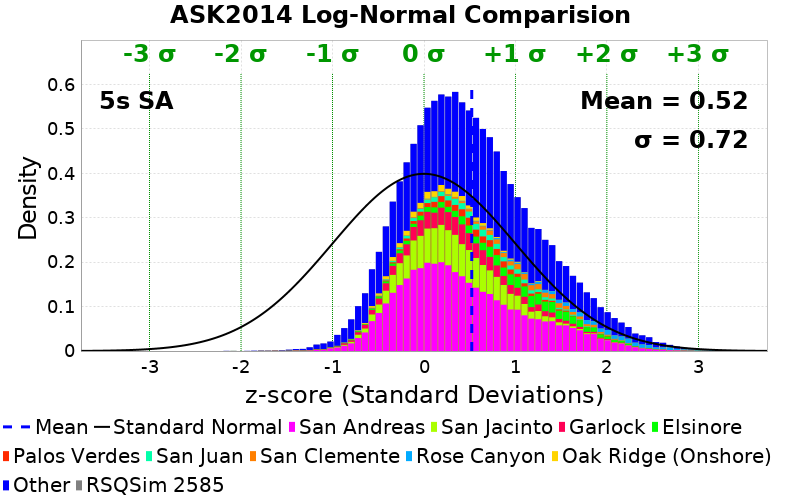 ASK2014 Log-Normal Comparision
-3 σ -2 σ -1 σ 0 σ +1 σ +2 σ +3 σ
5s SA
Mean = 0.52
σ = 0.72
Density
0.6
0.5
0.4
0.3
0.2
0.1
0
-3 -2 -1 0 1 2 3
z-score (Standard Deviations)
Mean Standard Normal San Andreas San Jacinto Garlock Elsinore
Palos Verdes San Juan San Clemente Rose Canyon Oak Ridge (Onshore)
Other RSQSim 2585